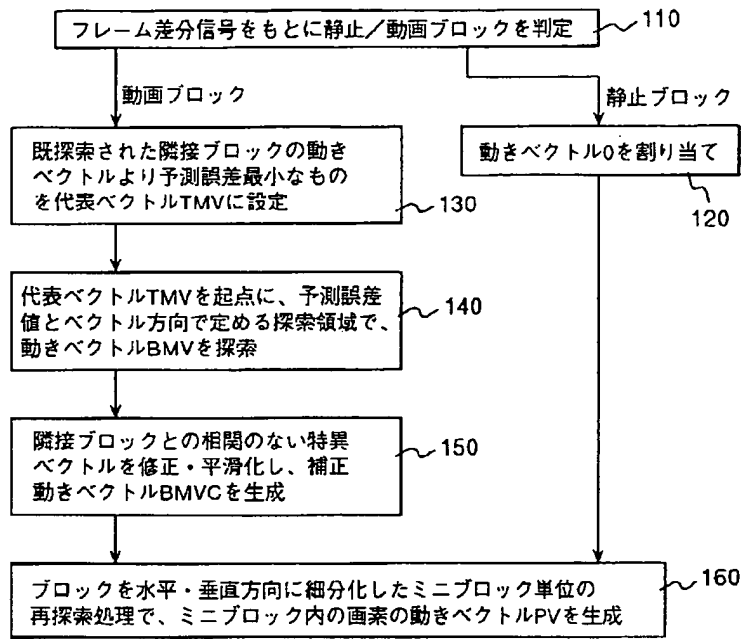 フレーム差分信号をもとに静止／動画ブロックを判定
110
動画ブロック
静止ブロック
既探索された隣接ブロックの動き
ベクトルより予測誤差最小なもの
を代表ベクトルTMVに設定
130
動きベクトル0を割り当て
120
代表ベクトルTMVを起点に、予測誤差
値とベクトル方向で定める探索領域で、
動きベクトルBMVを探索
140
隣接ブロックとの相関のない特異
ベクトルを修正・平滑化し、補正
動きベクトルBMVCを生成
150
ブロックを水平・垂直方向に細分化したミニブロック単位の
再探索処理で、ミニブロック内の画素の動きベクトルPVを生成
160